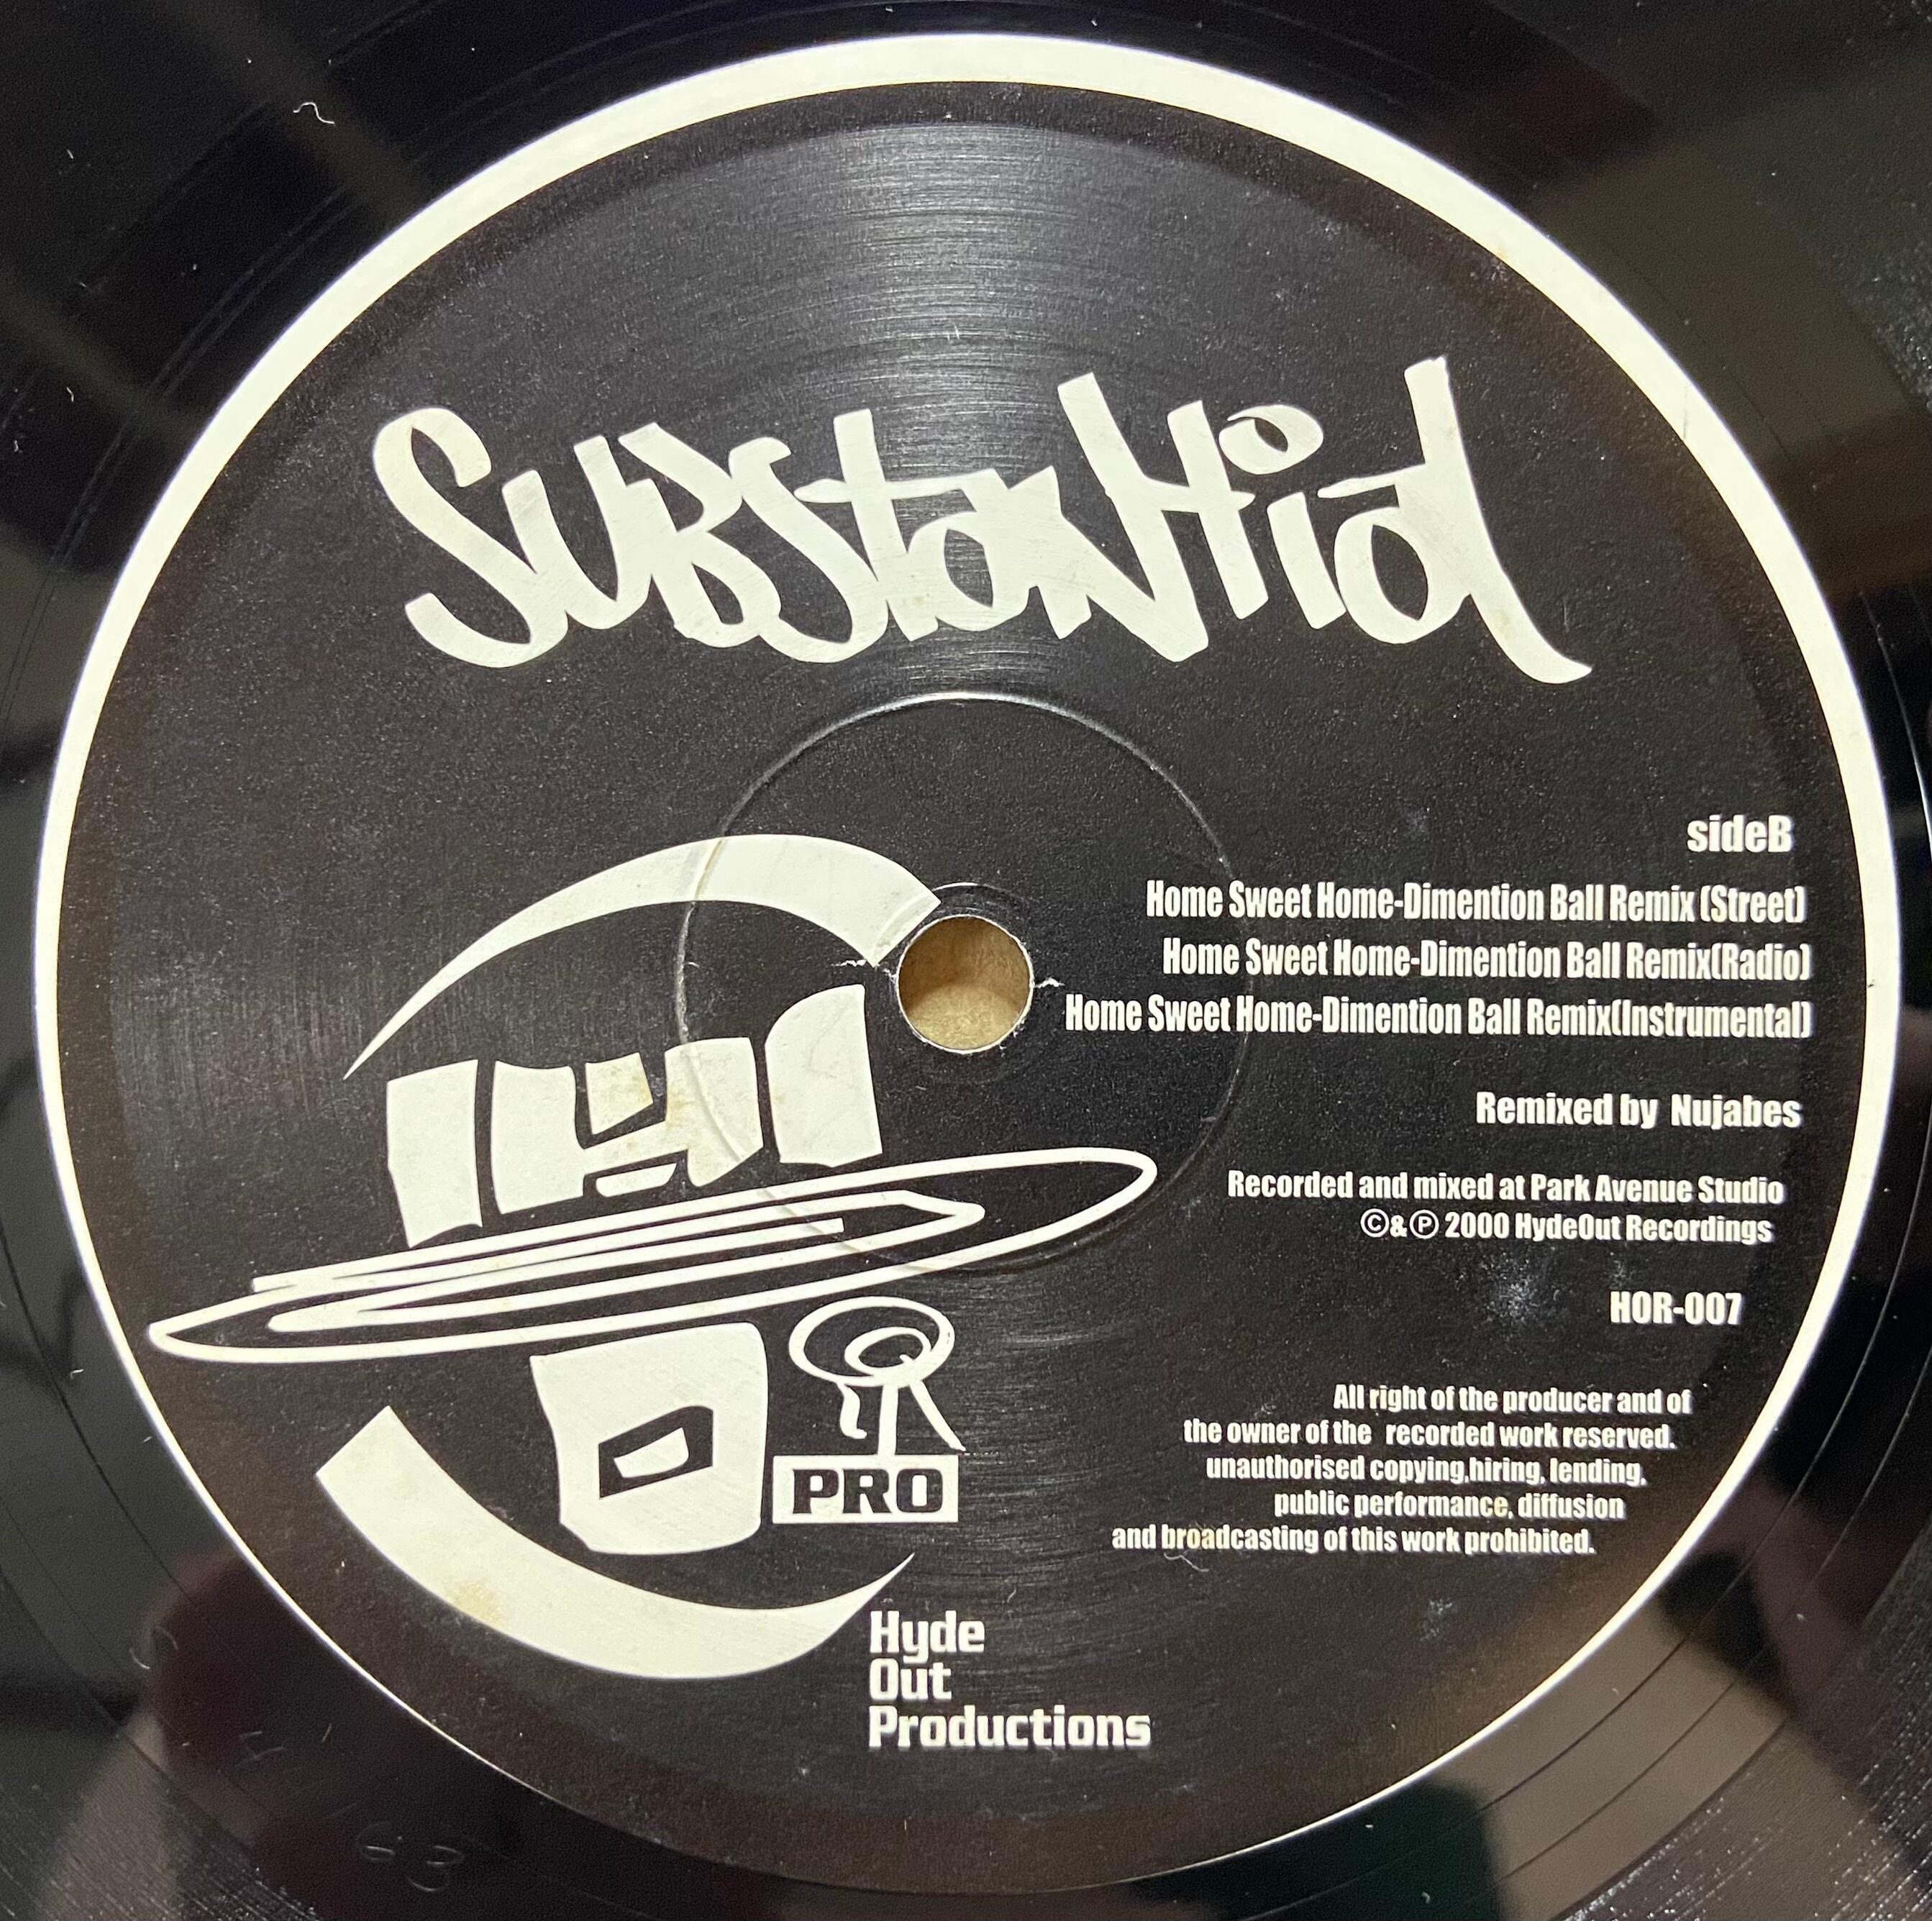 Substantial
sideB
Home Sweet Home-Dimention Ball Remix (Street)
Home Sweet Home-Dimention Ball Remix(Radio)
Home Sweet Home-Dimention Ball Remix(Instrumental)
Remixed by Nujabes
Recorded and mixed at Park Avenue Studio
©&℗ 2000 HydeOut Recordings
HOR-007
All right of the producer and of
the owner of the recorded work reserved.
unauthorised copying,hiring, lending,
public performance, diffusion
and broadcasting of this work prohibited.
PRO
Hyde
Out
Productions
63